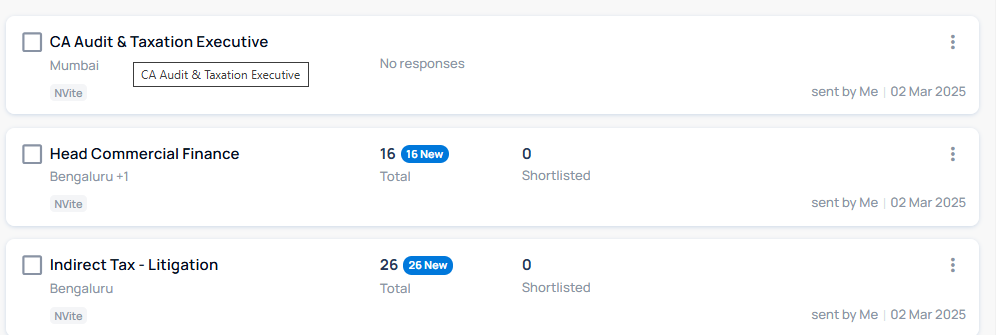 CA Audit & Taxation Executive
Mumbai
CA Audit & Taxation Executive
No responses
NVite
sent by Me | 02 Mar 2025
Head Commercial Finance
16 16 New
0
Bengaluru +1
Total
Shortlisted
NVite
sent by Me | 02 Mar 2025
Indirect Tax - Litigation
26 26 New
0
Bengaluru
Total
Shortlisted
NVite
sent by Me | 02 Mar 2025